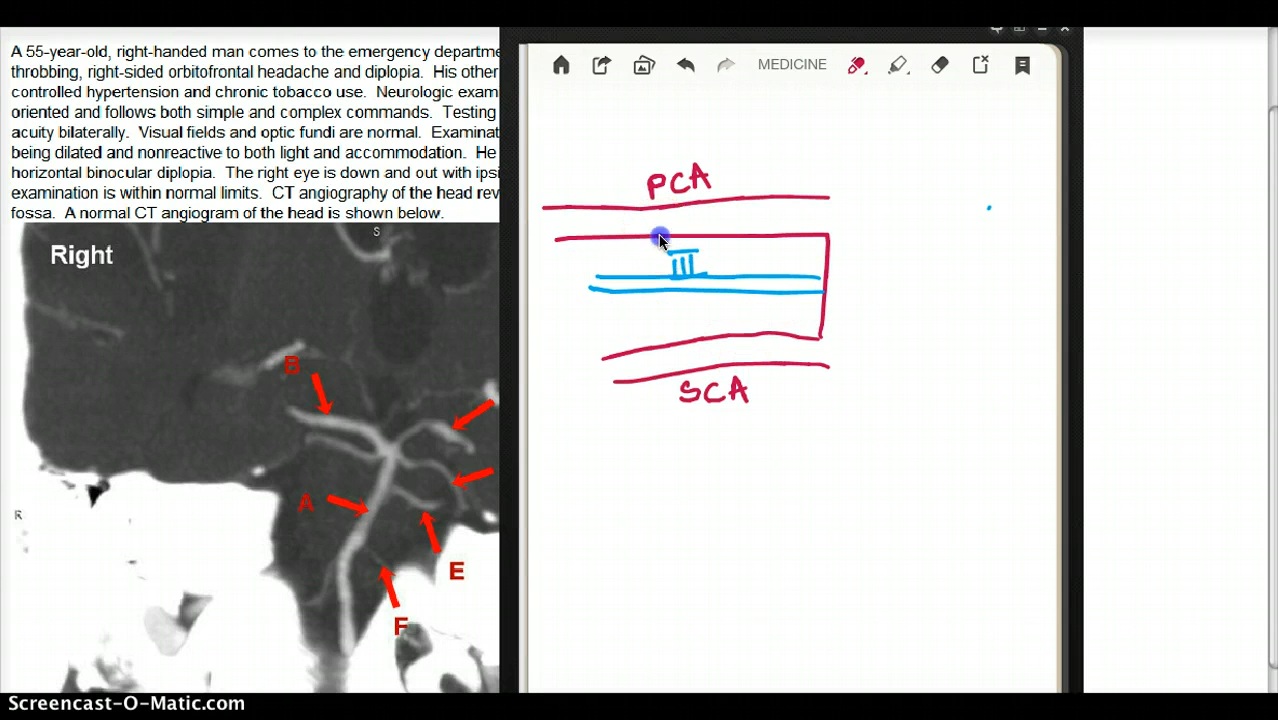 A 55-year-old, right-handed man comes to the emergency departme
throbbing, right-sided orbitofrontal headache and diplopia. His other
controlled hypertension and chronic tobacco use. Neurologic exam
oriented and follows both simple and complex commands. Testing
acuity bilaterally. Visual fields and optic fundi are normal. Examinat
being dilated and nonreactive to both light and accommodation. He
horizontal binocular diplopia. The right eye is down and out with ipsi
examination is within normal limits. CT angiography of the head rev
fossa. A normal CT angiogram of the head is shown below.
MEDICINE
PCA
III
SCA
Right
S
B
A
R
E
F
Screencast-O-Matic.com